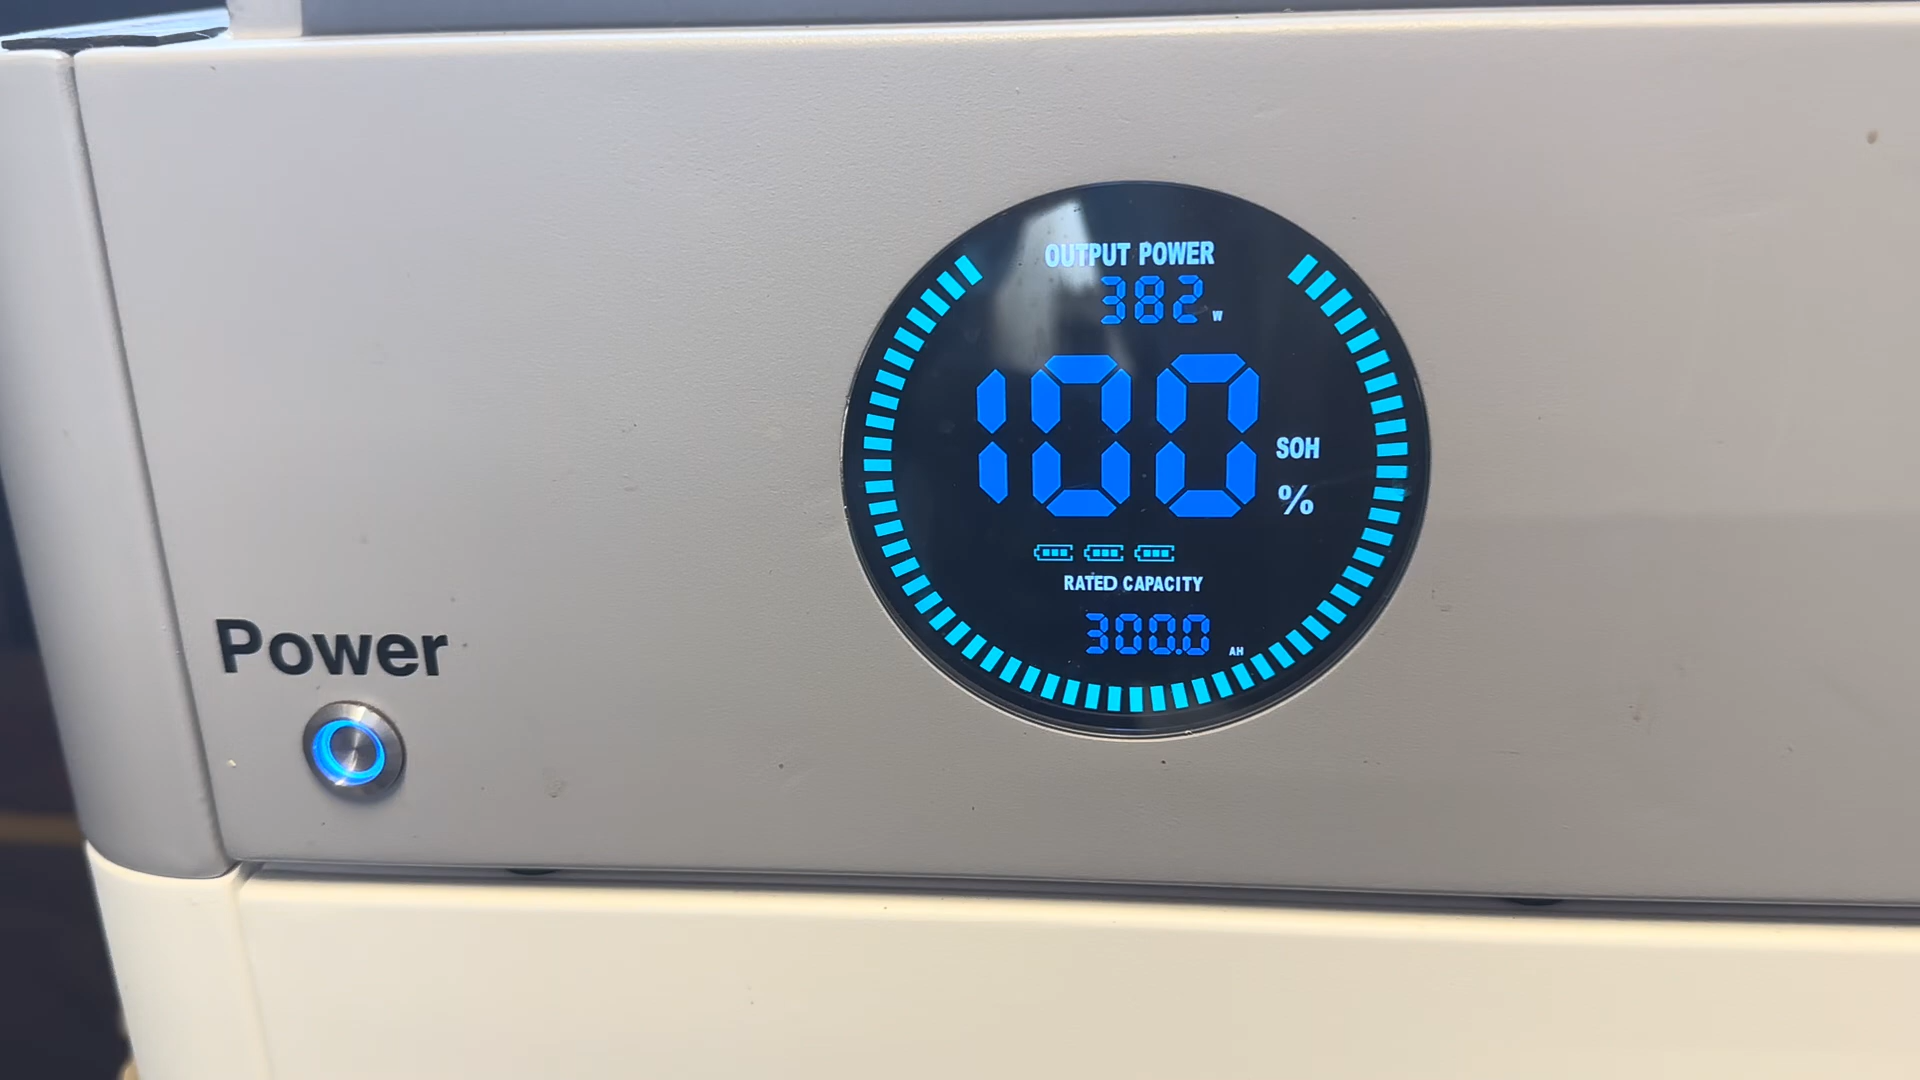 OUTPUT POWER
382 W
100 SOH %
RATED CAPACITY
300.0 AH
Power